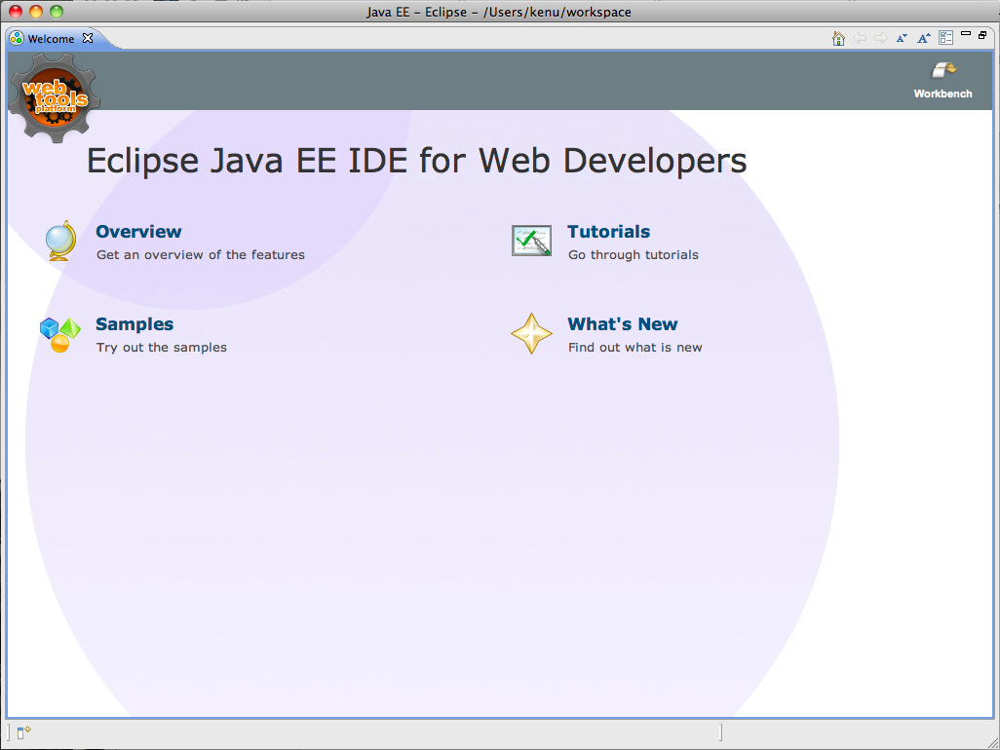 Java EE – Eclipse – /Users/kenu/workspace
Welcome
web
tools
platform
Workbench
Eclipse Java EE IDE for Web Developers
Overview
Get an overview of the features
Tutorials
Go through tutorials
Samples
Try out the samples
What's New
Find out what is new